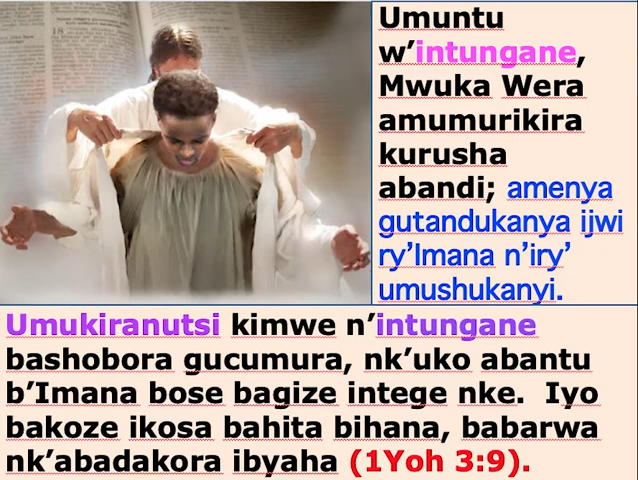 Umuntu
w’intungane,
Mwuka Wera
amumurikira
kurusha
abandi; amenya
gutandukanya ijwi
ry’Imana n’iry’
umushukanyi.
Umukiranutsi kimwe n’intungane
bashobora gucumura, nk’uko abantu
b’Imana bose bagize intege nke. Iyo
bakoze ikosa bahita bihana, babarwa
nk’abadakora ibyaha (1Yoh 3:9).